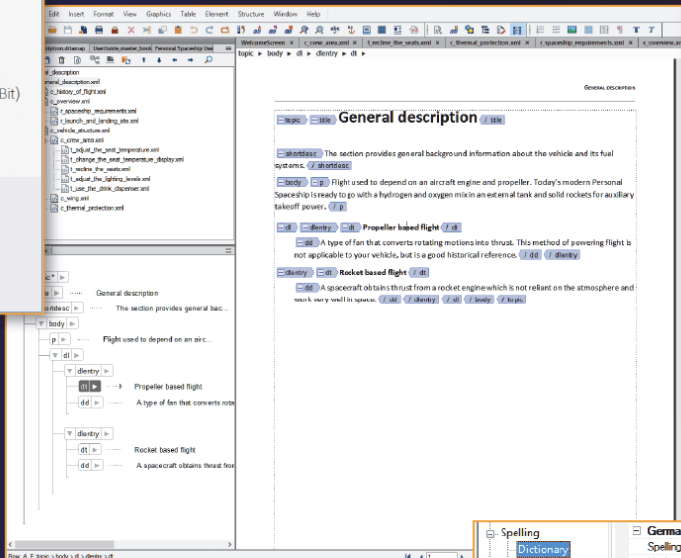 Bit)
Edit Insert Format View Graphics Table Element Structure Window Help
WelcomeScreen × c_crew_area.xml × t_recline_the_seats.xml × c_thermal_protection.xml × r_spaceship_requirements.xml × c_overview.xm
topic ▸ body ▸ dl ▸ dlentry ▸ dt ▸
c_history_of_flight.xml
c_overview.xml
r_spaceship_requirements.xml
r_launch_and_landing_site.xml
c_vehicle_structure.xml
c_crew_area.xml
t_adjust_the_seat_temperature.xml
t_change_the_seat_temperature_display.xml
t_recline_the_seats.xml
t_adjust_the_lighting_levels.xml
t_use_the_drink_dispenser.xml
c_wing.xml
c_thermal_protection.xml
General description
The section provides general bac...
body
p Flight used to depend on an airc...
dl
dlentry
dt Propeller based flight
dd A type of fan that converts rota
dlentry
dt Rocket based flight
dd A spacecraft obtains thrust from
GENERAL DESCRIPTION
topic title General description / title
shortdesc The section provides general background information about the vehicle and its fuel
systems. / shortdesc
body p Flight used to depend on an aircraft engine and propeller. Today's modern Personal
Spaceship is ready to go with a hydrogen and oxygen mix in an external tank and solid rockets for auxiliary
takeoff power. / p
dl dlentry dt Propeller based flight / dt
dd A type of fan that converts rotating motions into thrust. This method of powering flight is
not applicable to your vehicle, but is a good historical reference. / dd / dlentry
dlentry dt Rocket based flight / dt
dd A spacecraft obtains thrust from a rocket engine which is not reliant on the atmosphere and
work very well in space. / dd / dlentry / dl / body / topic
Spelling
Dictionary
Germa
Spelling